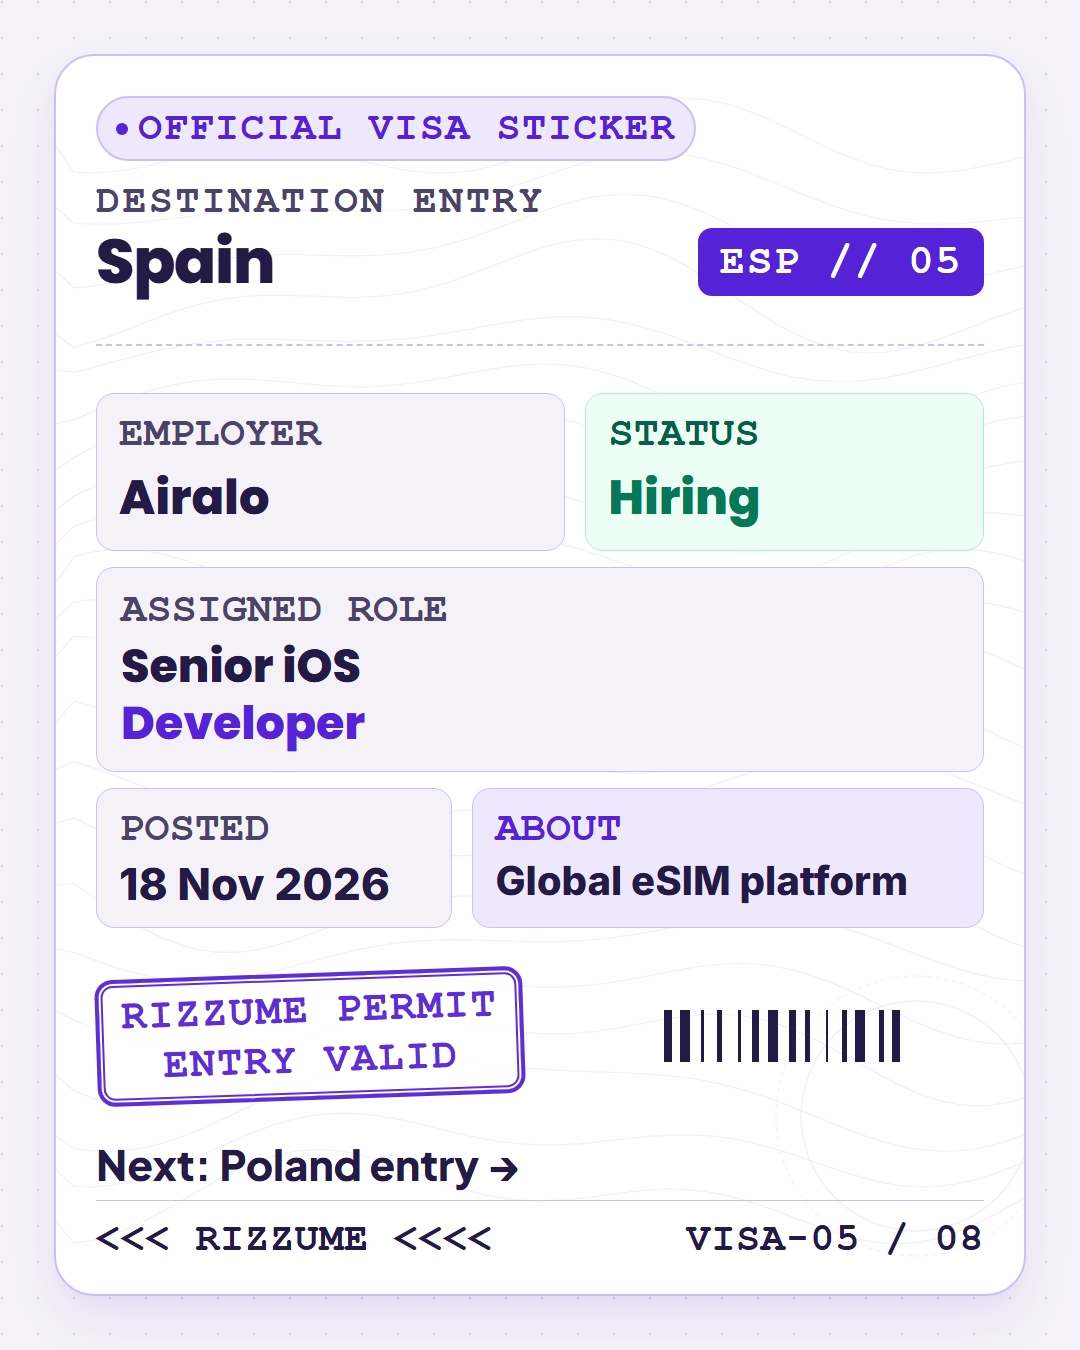 • OFFICIAL VISA STICKER
DESTINATION ENTRY
Spain
ESP // 05
EMPLOYER
Airalo
STATUS
Hiring
ASSIGNED ROLE
Senior iOS
Developer
POSTED
18 Nov 2026
ABOUT
Global eSIM platform
RIZZUME PERMIT
ENTRY VALID
Next: Poland entry →
<<< RIZZUME <<<<
VISA-05 / 08